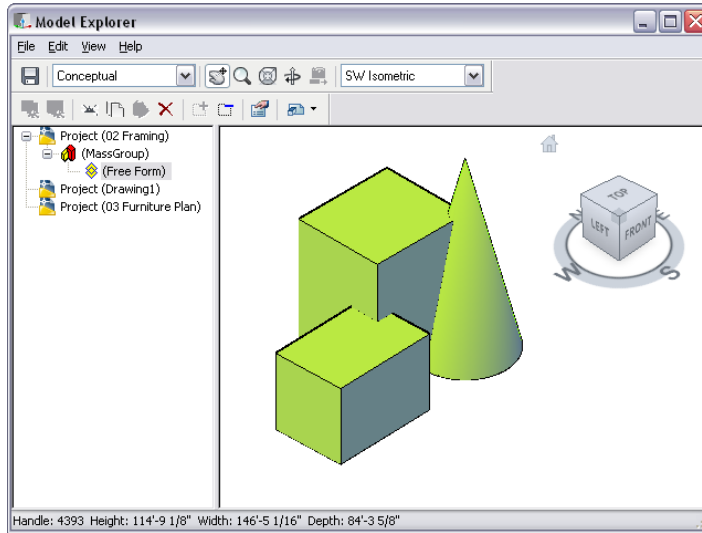 Model Explorer
File Edit View Help
Conceptual SW Isometric
Project (02 Framing)
(MassGroup)
(Free Form)
Project (Drawing1)
Project (03 Furniture Plan)
TOP
LEFT FRONT
W S
Handle: 4393 Height: 114'-9 1/8" Width: 146'-5 1/16" Depth: 84'-3 5/8"